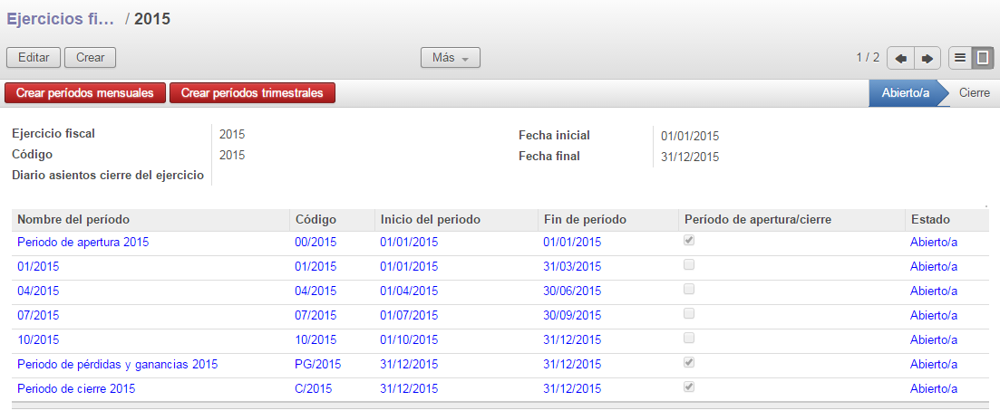 Ejercicios fi... / 2015
Editar Crear Más 1 / 2
Crear períodos mensuales Crear períodos trimestrales Abierto/a Cierre
Ejercicio fiscal 2015 Fecha inicial 01/01/2015
Código 2015 Fecha final 31/12/2015
Diario asientos cierre del ejercicio
Nombre del período Código Inicio del periodo Fin de período Período de apertura/cierre Estado
Periodo de apertura 2015 00/2015 01/01/2015 01/01/2015 Abierto/a
01/2015 01/2015 01/01/2015 31/03/2015 Abierto/a
04/2015 04/2015 01/04/2015 30/06/2015 Abierto/a
07/2015 07/2015 01/07/2015 30/09/2015 Abierto/a
10/2015 10/2015 01/10/2015 31/12/2015 Abierto/a
Periodo de pérdidas y ganancias 2015 PG/2015 31/12/2015 31/12/2015 Abierto/a
Periodo de cierre 2015 C/2015 31/12/2015 31/12/2015 Abierto/a